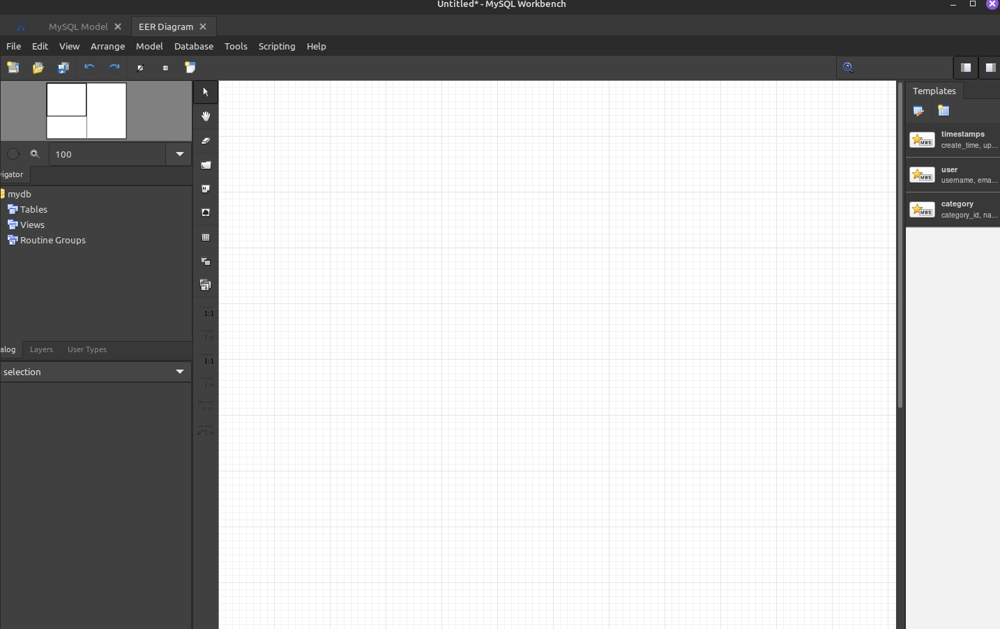 Untitled* - MySQL Workbench
MySQL Model
EER Diagram
File Edit View Arrange Model Database Tools Scripting Help
100
vigator
mydb
Tables
Views
Routine Groups
alog Layers User Types
selection
1:1
1:n
1:1
1:n
n:m
1:n
Templates
timestamps
create_time, up...
user
username, ema...
category
category_id, na...
MWB
MWB
MWB